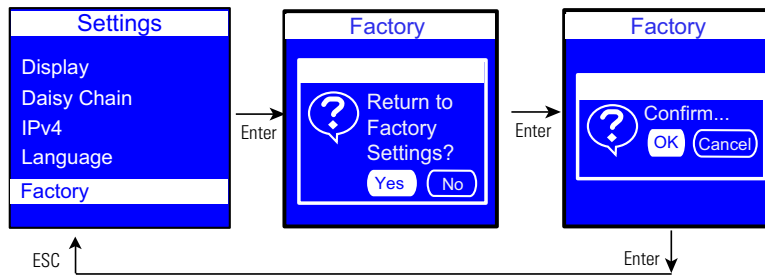 Settings
Display
Daisy Chain
IPv4
Language
Factory
Enter
Factory
?
Return to
Factory
Settings?
Yes No
Enter
Factory
?
Confirm...
OK Cancel
Enter
ESC